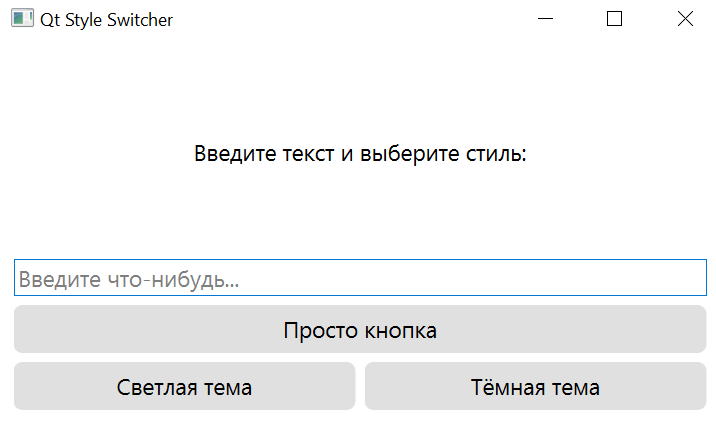 Qt Style Switcher
Введите текст и выберите стиль:
Введите что-нибудь...
Просто кнопка
Светлая тема
Тёмная тема